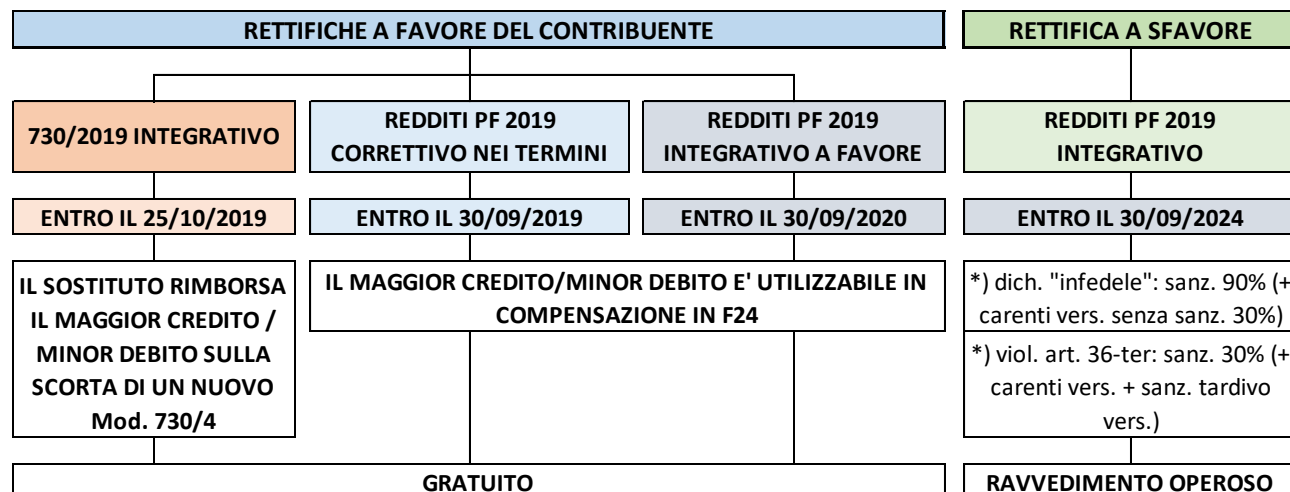 RETTIFICHE A FAVORE DEL CONTRIBUENTE
RETTIFICA A SFAVORE
730/2019 INTEGRATIVO
REDDITI PF 2019
CORRETTIVO NEI TERMINI
REDDITI PF 2019
INTEGRATIVO A FAVORE
REDDITI PF 2019
INTEGRATIVO
ENTRO IL 25/10/2019
ENTRO IL 30/09/2019
ENTRO IL 30/09/2020
ENTRO IL 30/09/2024
IL SOSTITUTO RIMBORSA
IL MAGGIOR CREDITO /
MINOR DEBITO SULLA
SCORTA DI UN NUOVO
Mod. 730/4
IL MAGGIOR CREDITO/MINOR DEBITO E' UTILIZZABILE IN
COMPENSAZIONE IN F24
*) dich. "infedele": sanz. 90% (+
carenti vers. senza sanz. 30%)
*) viol. art. 36-ter: sanz. 30% (+
carenti vers. + sanz. tardivo
vers.)
GRATUITO
RAVVEDIMENTO OPEROSO